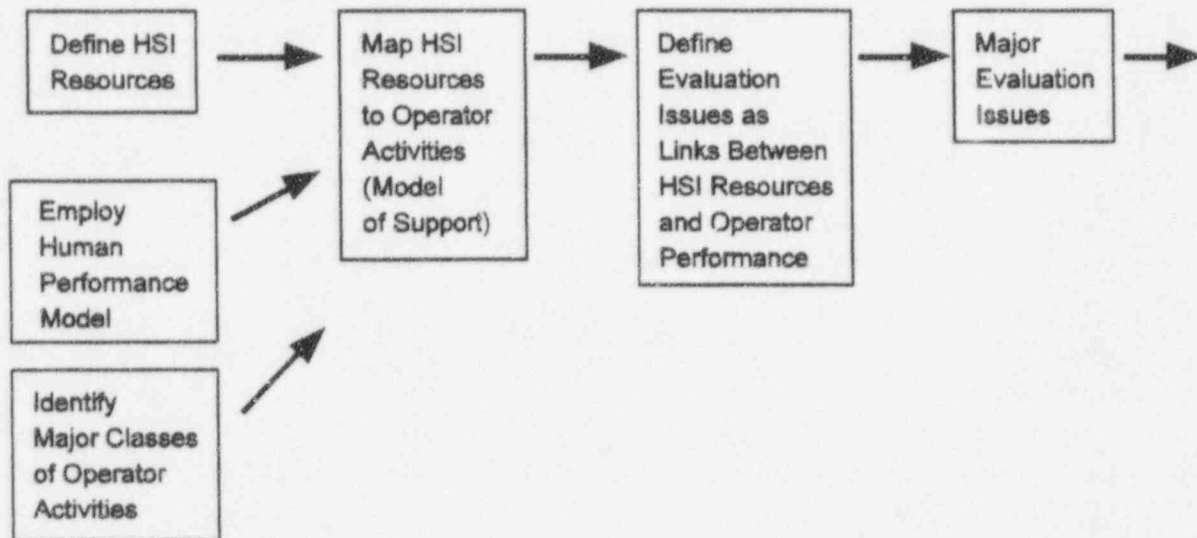 Define HSI
Resources
Employ
Human
Performance
Model
Identify
Major Classes
of Operator
Activities
Map HSI
Resources
to Operator
Activities
(Model
of Support)
Define
Evaluation
Issues as
Links Between
HSI Resources
and Operator
Performance
Major
Evaluation
Issues